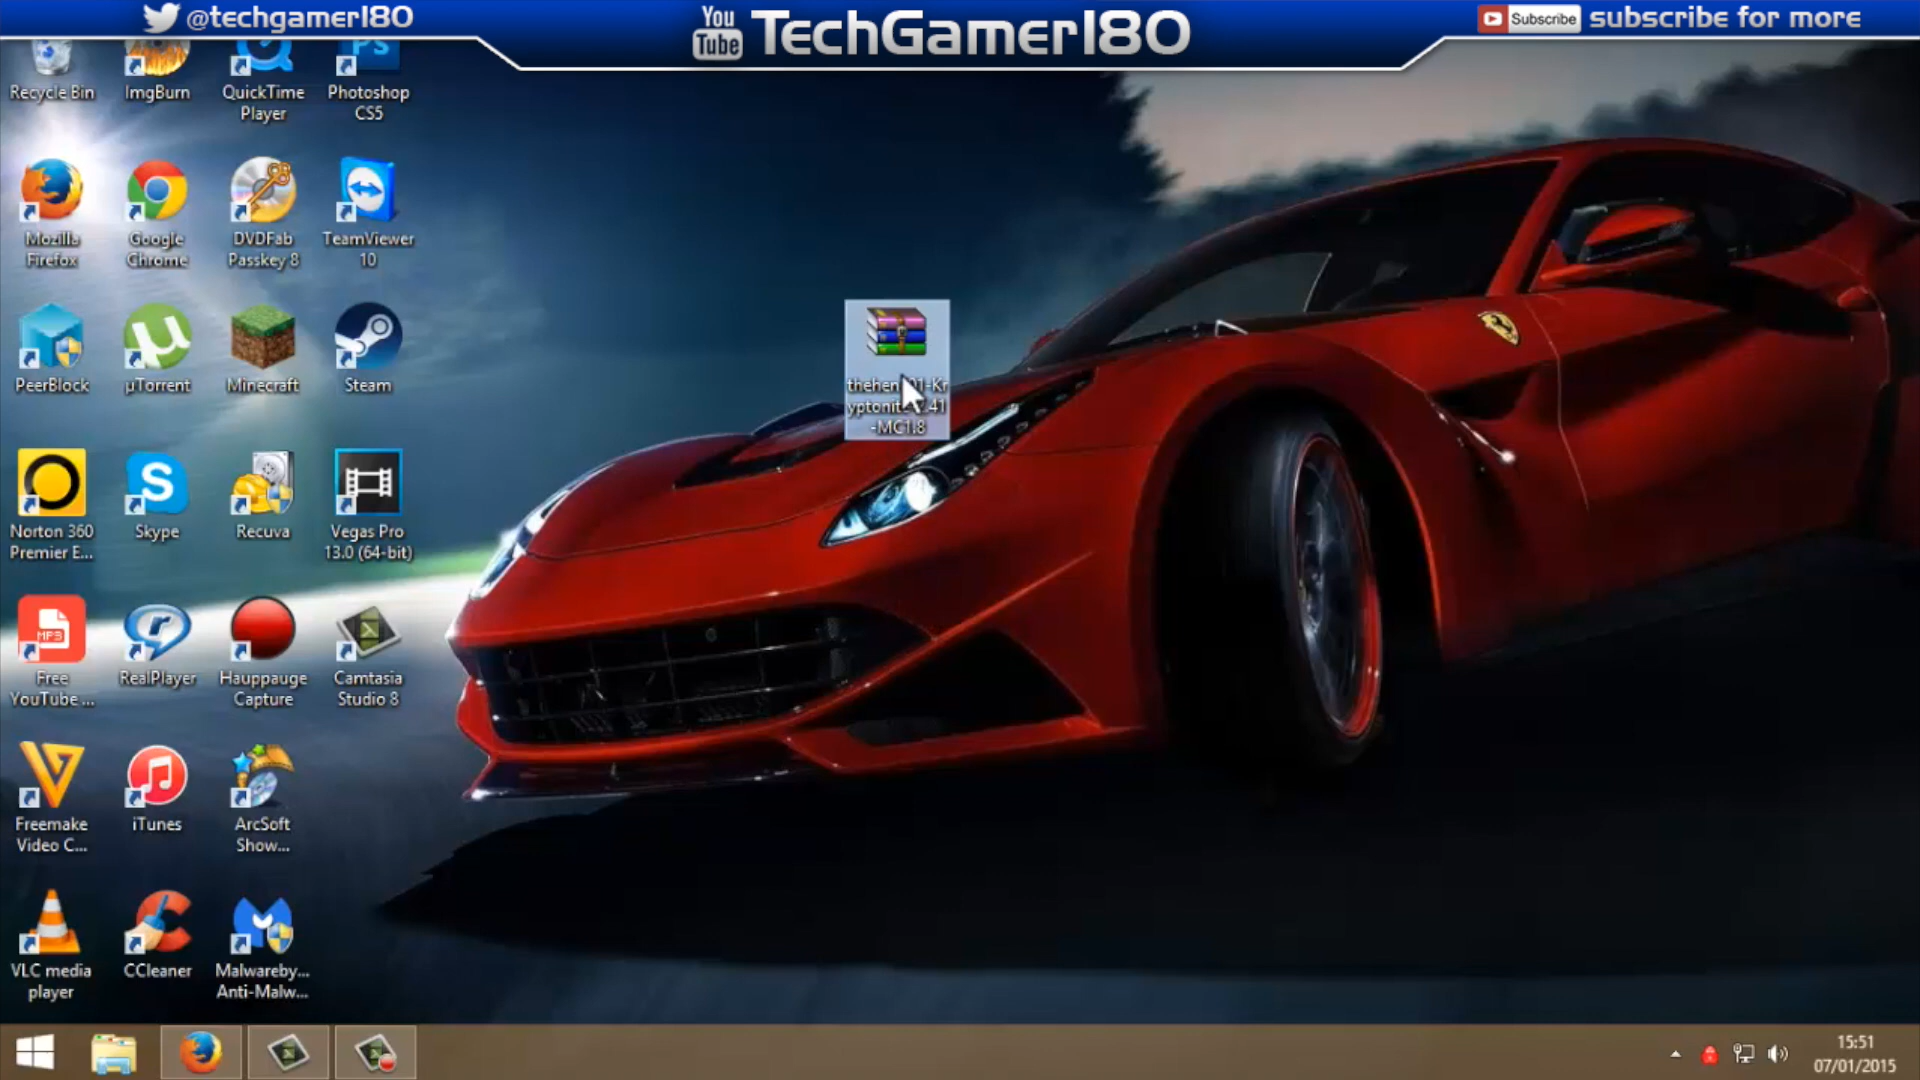 @techgamer180
You
Tube
TechGamer180
Subscribe
subscribe for more
Recycle Bin
ImgBurn
QuickTime
Player
Ps
Photoshop
CS5
Mozilla
Firefox
Google
Chrome
DVDFab
Passkey 8
TeamViewer
10
PeerBlock
µTorrent
Minecraft
Steam
-MC1.8
Norton 360
Premier E...
Skype
Recuva
Vegas Pro
13.0 (64-bit)
MP3
Free
YouTube ...
RealPlayer
Hauppauge
Capture
Camtasia
Studio 8
Freemake
Video C...
iTunes
ArcSoft
Show...
VLC media
player
CCleaner
Malwareby...
Anti-Malw...
15:51
07/01/2015